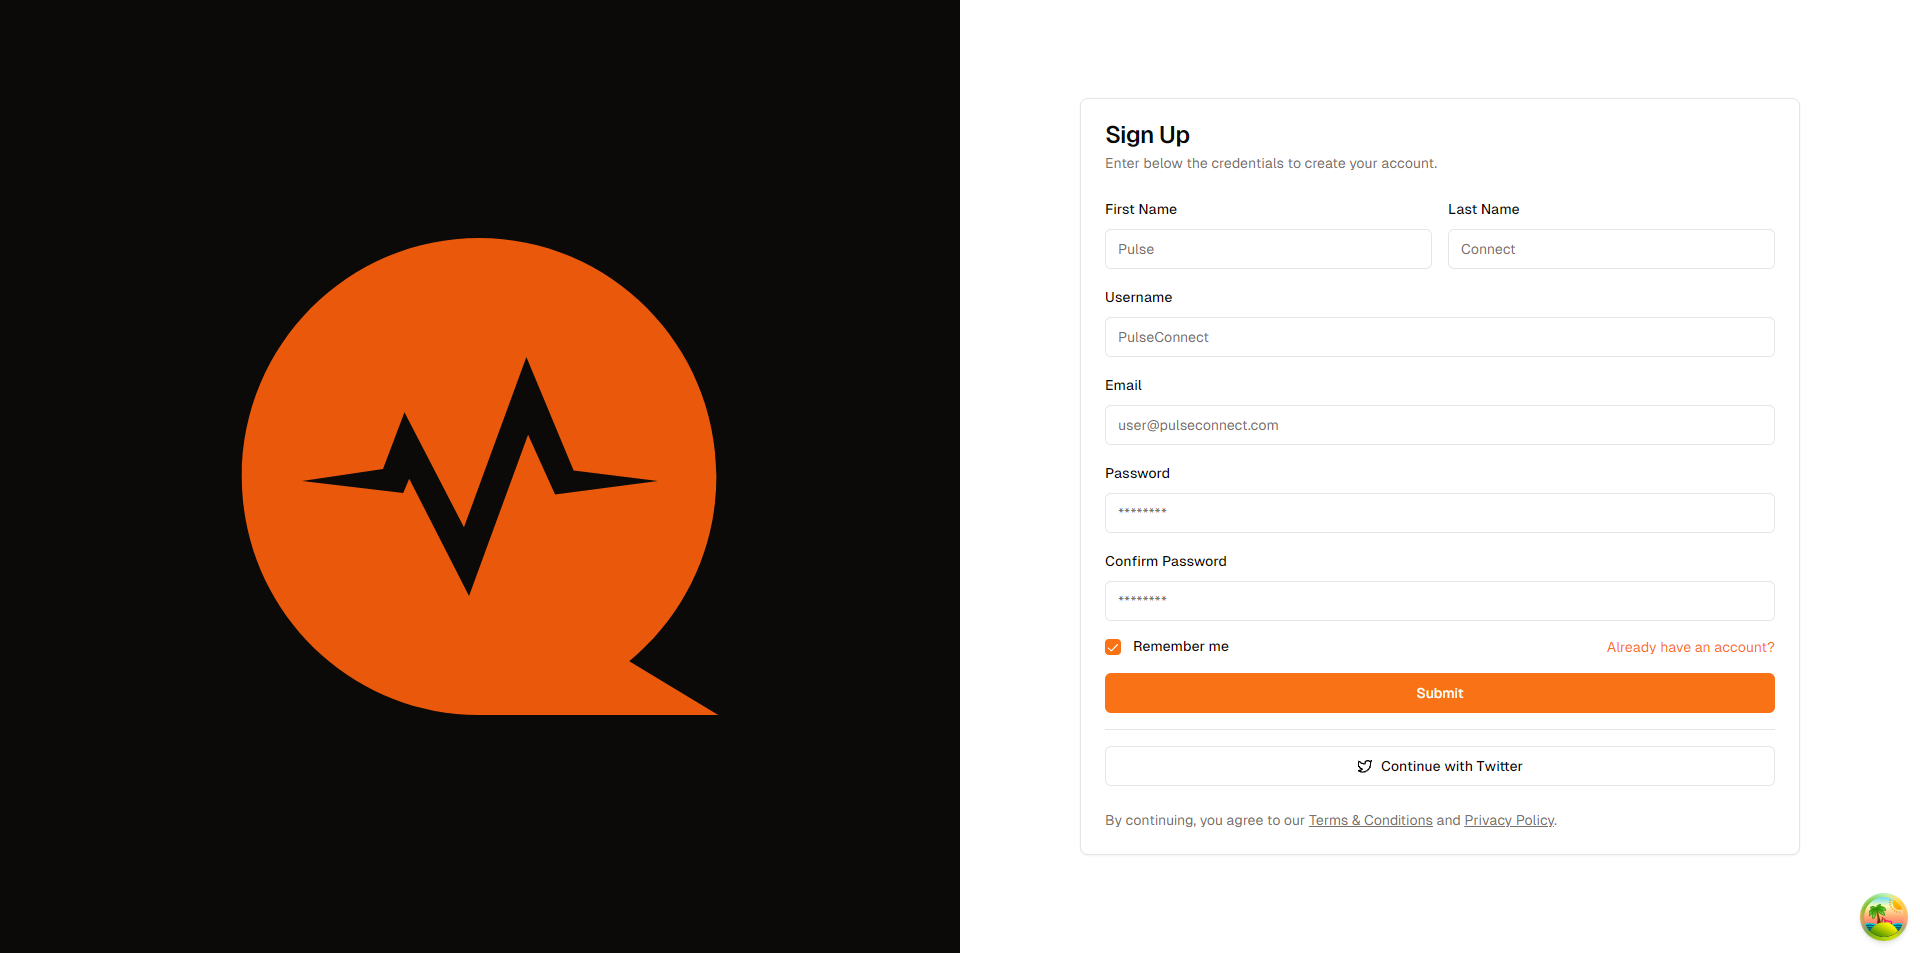 Sign Up
Enter below the credentials to create your account.
First Name
Last Name
Pulse
Connect
Username
PulseConnect
Email
user@pulseconnect.com
Password
********
Confirm Password
********
Remember me
Already have an account?
Submit
Continue with Twitter
By continuing, you agree to our Terms & Conditions and Privacy Policy.